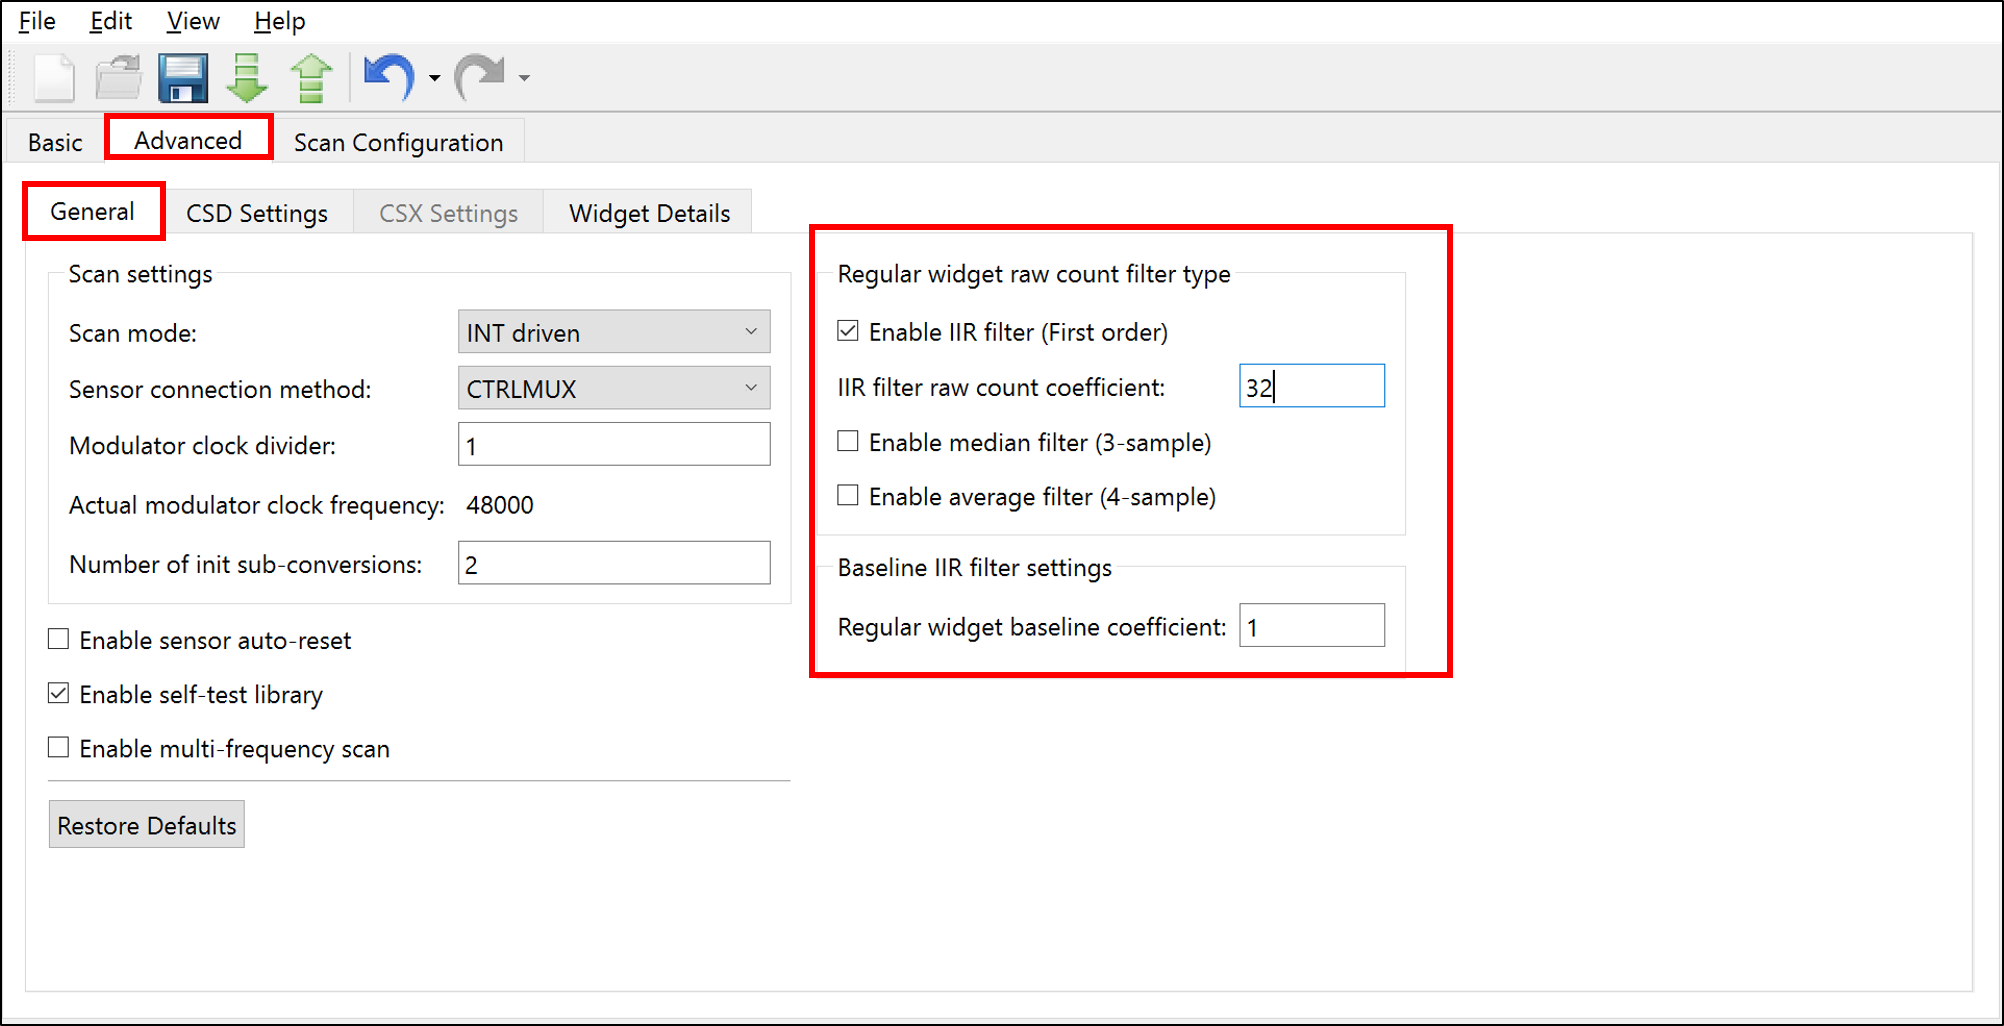 File Edit View Help
Basic Advanced Scan Configuration
General CSD Settings CSX Settings Widget Details
Scan settings
Scan mode: INT driven
Sensor connection method: CTRLMUX
Modulator clock divider: 1
Actual modulator clock frequency: 48000
Number of init sub-conversions: 2
Enable sensor auto-reset
Enable self-test library
Enable multi-frequency scan
Restore Defaults
Regular widget raw count filter type
Enable IIR filter (First order)
IIR filter raw count coefficient: 32
Enable median filter (3-sample)
Enable average filter (4-sample)
Baseline IIR filter settings
Regular widget baseline coefficient: 1